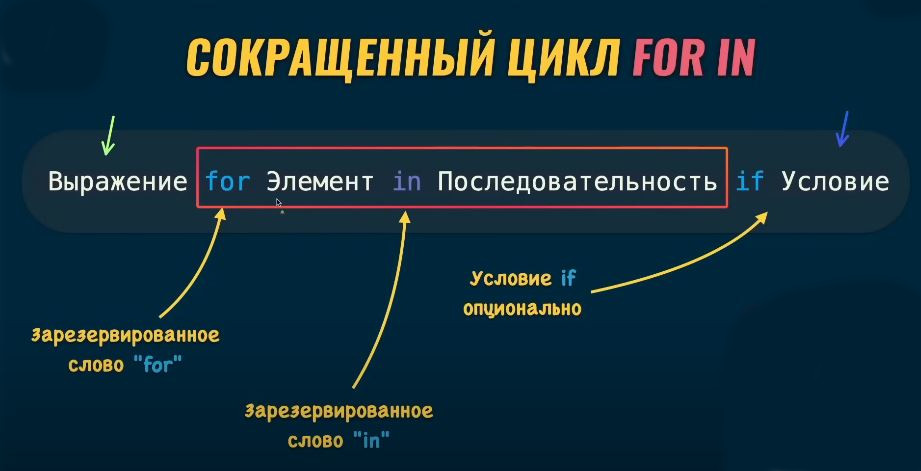 СОКРАЩЕННЫЙ ЦИКЛ FOR IN
Выражение for Элемент in Последовательность if Условие
Условие if
опционально
Зарезервированное
слово "for"
Зарезервированное
слово "in"